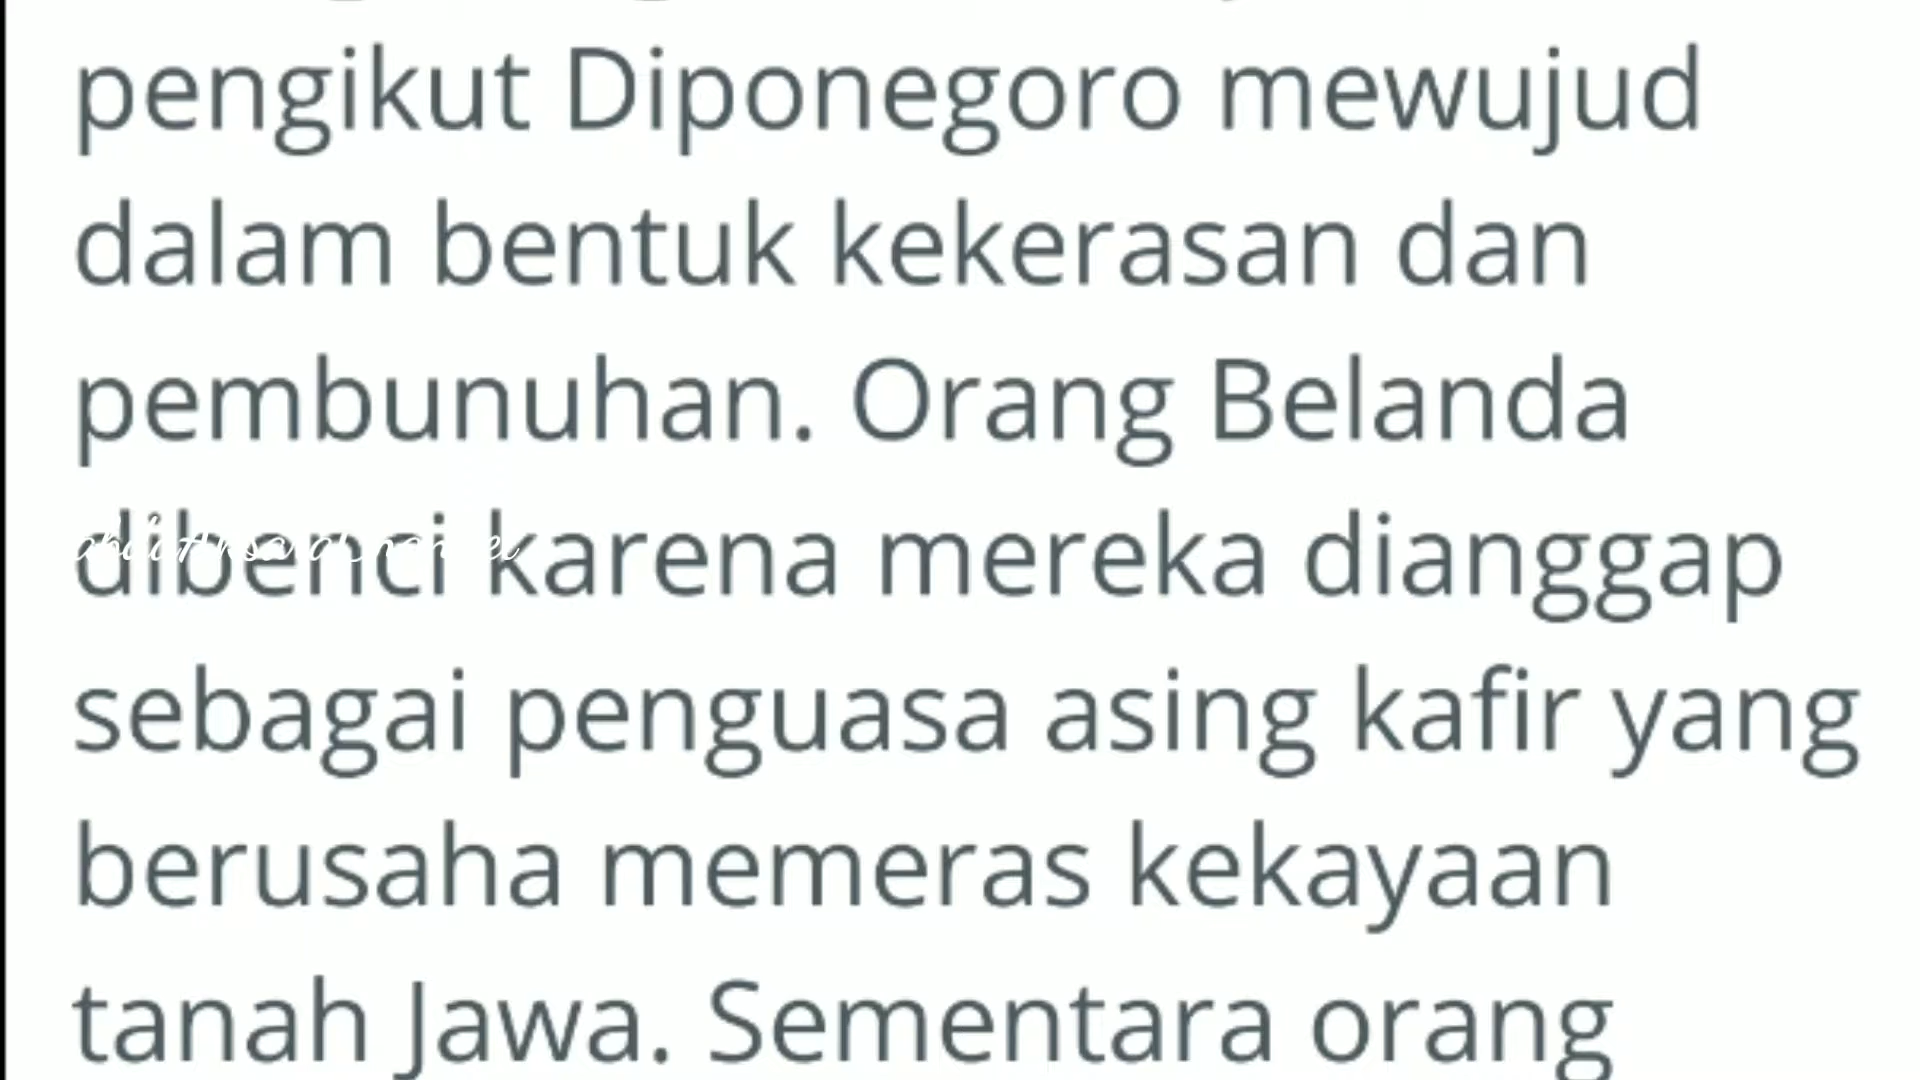 pengikut Diponegoro mewujud
dalam bentuk kekerasan dan
pembunuhan. Orang Belanda
dibenci karena mereka dianggap
sebagai penguasa asing kafir yang
berusaha memeras kekayaan
tanah Jawa. Sementara orang